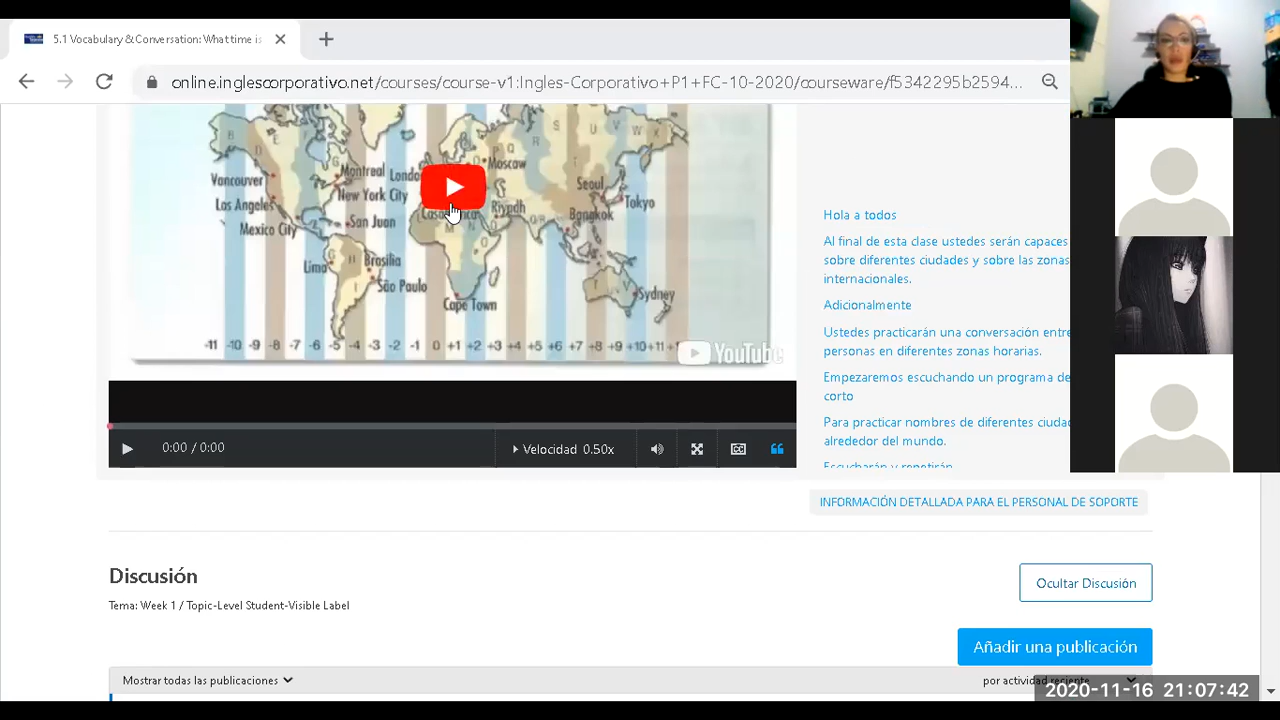 5.1 Vocabulary & Conversation: What time is
online.inglescorporativo.net/courses/course-v1:Ingles-Corporativo+P1+FC-10-2020/courseware/f5342295b2594...
B
D
E
F
G
H
I
M
N
O
P
Q
R
S
T
U
V
W
X
Vancouver
Los Angeles
Mexico City
Montreal
New York City
San Juan
Lima
Brasilia
São Paulo
London
Casablanca
Cape Town
Moscow
Riyadh
Seoul
Bangkok
Tokyo
Sydney
-11 -10 -9 -8 -7 -6 -5 -4 -3 -2 -1 0 +1 +2 +3 +4 +5 +6 +7 +8 +9 +10 +11
YouTube
0:00 / 0:00
Velocidad 0.50x
Hola a todos
Al final de esta clase ustedes serán capaces
sobre diferentes ciudades y sobre las zonas
internacionales.
Adicionalmente
Ustedes practicarán una conversación entre
personas en diferentes zonas horarias.
Empezaremos escuchando un programa de
corto
Para practicar nombres de diferentes ciudad
alrededor del mundo.
Escucharán y repetirán
INFORMACIÓN DETALLADA PARA EL PERSONAL DE SOPORTE
Discusión
Ocultar Discusión
Tema: Week 1 / Topic-Level Student-Visible Label
Añadir una publicación
Mostrar todas las publicaciones
por actividad reciente
2020-11-16 21:07:42